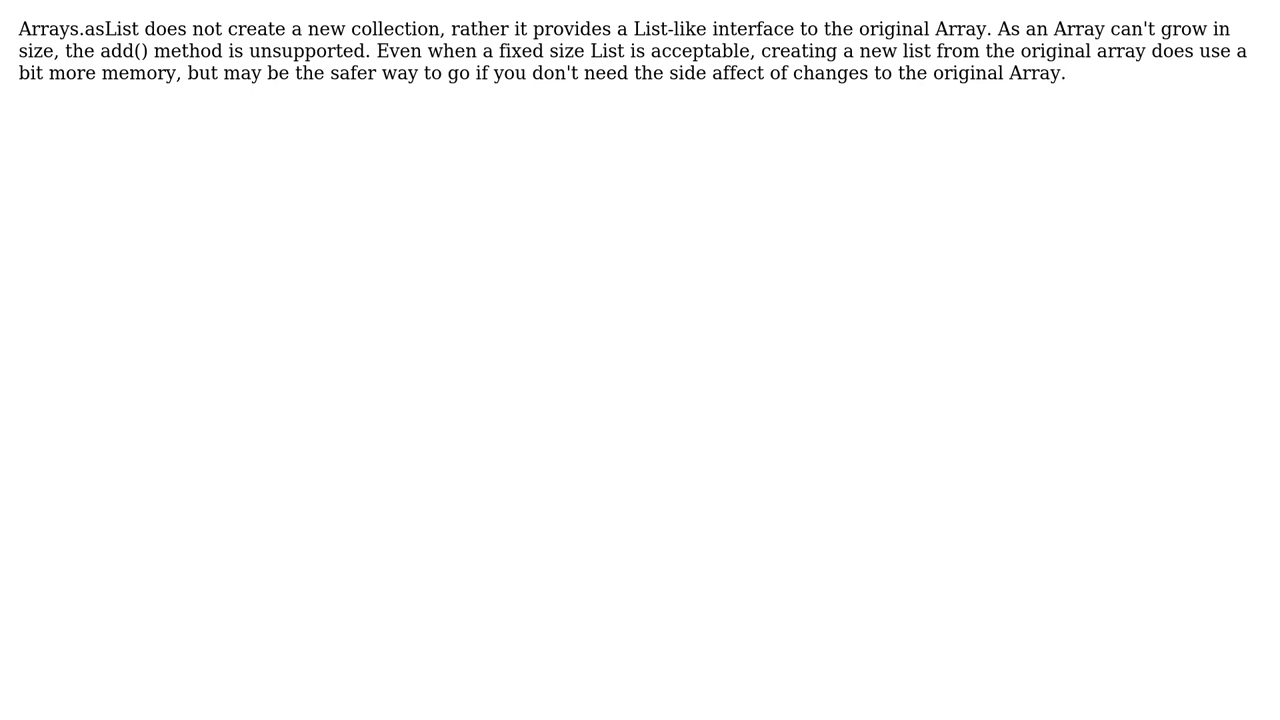 Arrays.asList does not create a new collection, rather it provides a List-like interface to the original Array. As an Array can't grow in
size, the add() method is unsupported. Even when a fixed size List is acceptable, creating a new list from the original array does use a
bit more memory, but may be the safer way to go if you don't need the side affect of changes to the original Array.